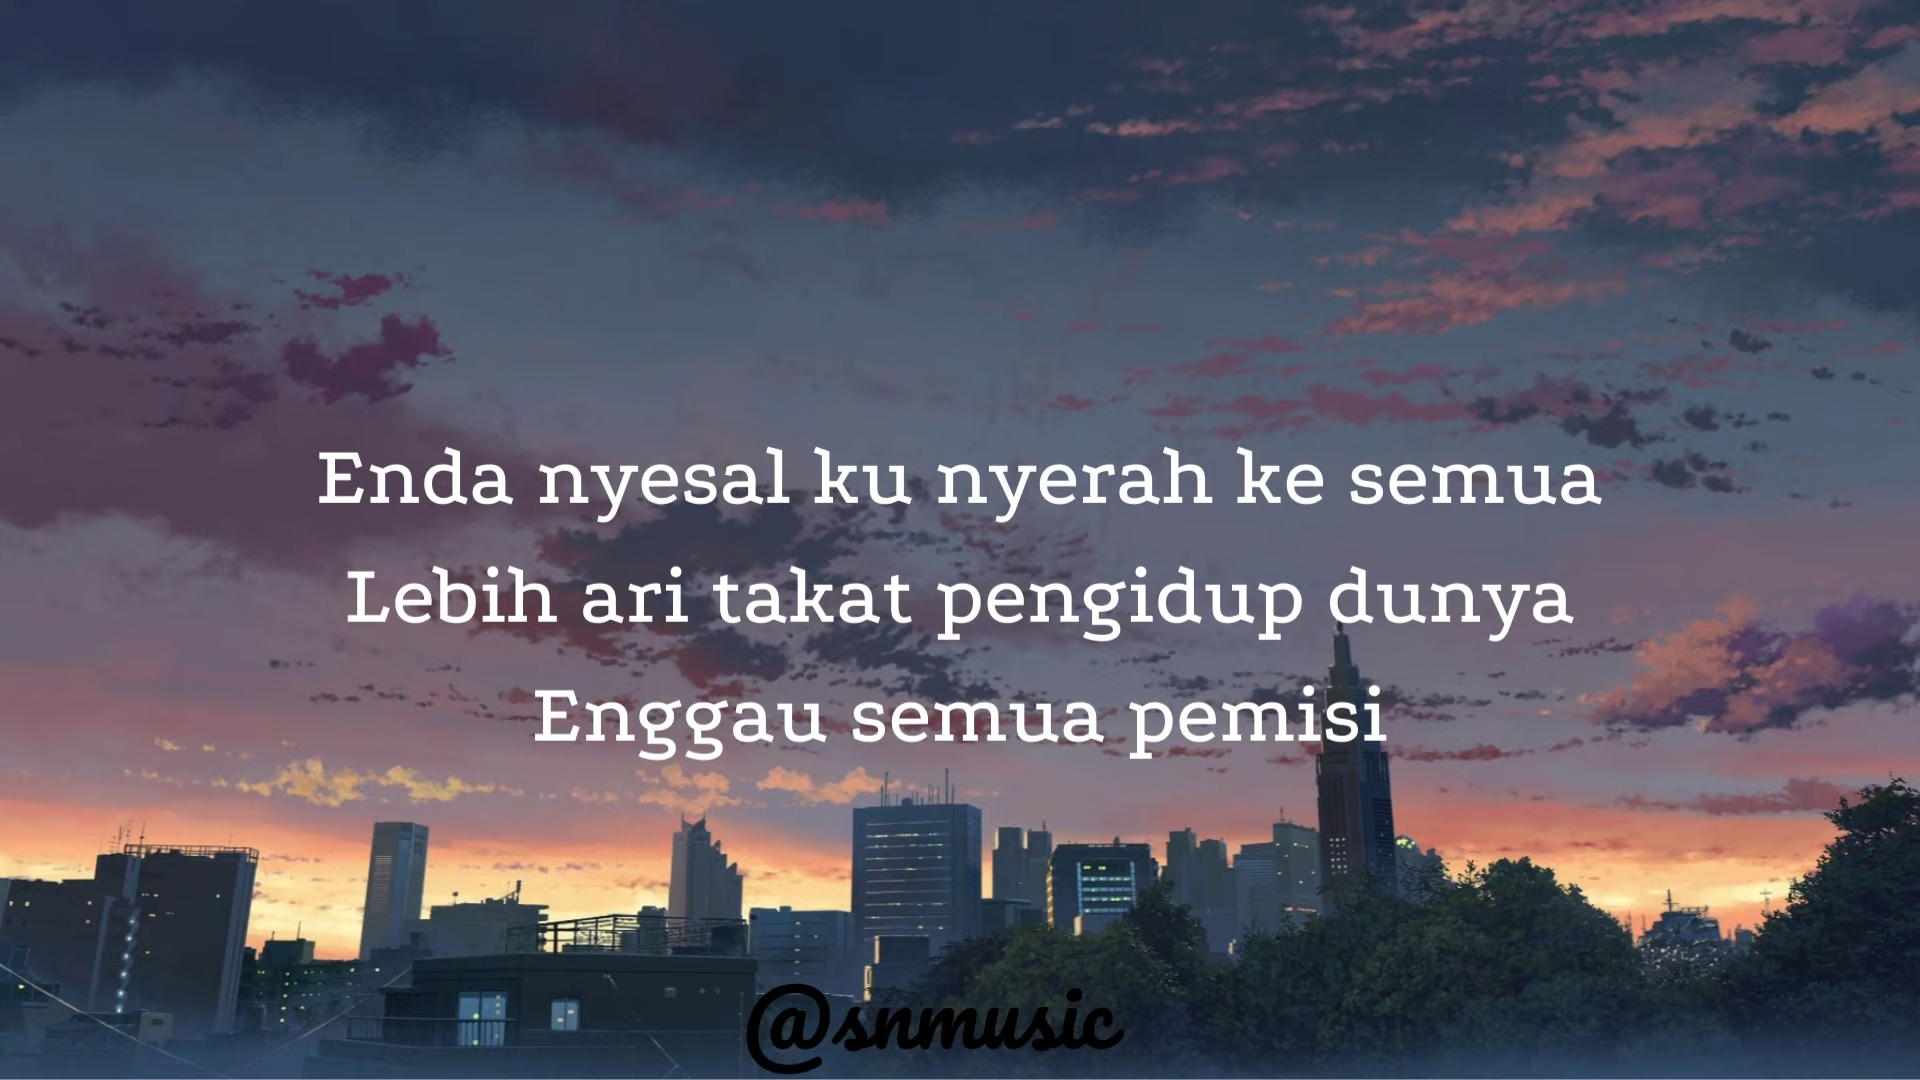 Enda nyesal ku nyerah ke semua
Lebih ari takat pengidup dunya
Enggau semua pemisi
@snmusic